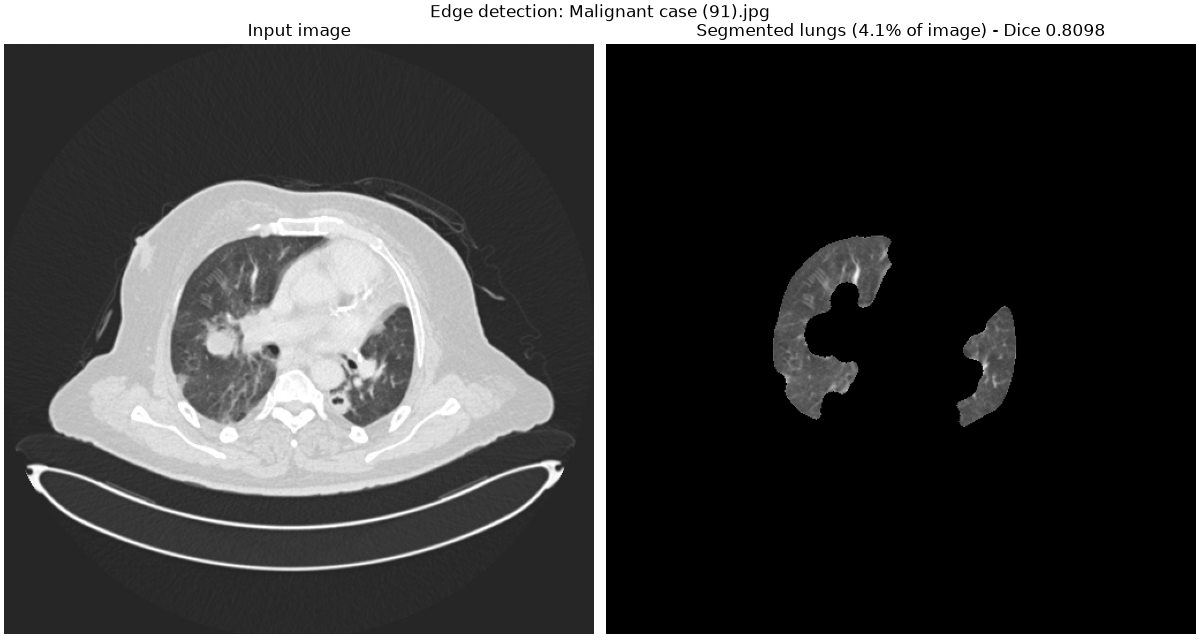 Edge detection: Malignant case (91).jpg
Input image
Segmented lungs (4.1% of image) - Dice 0.8098